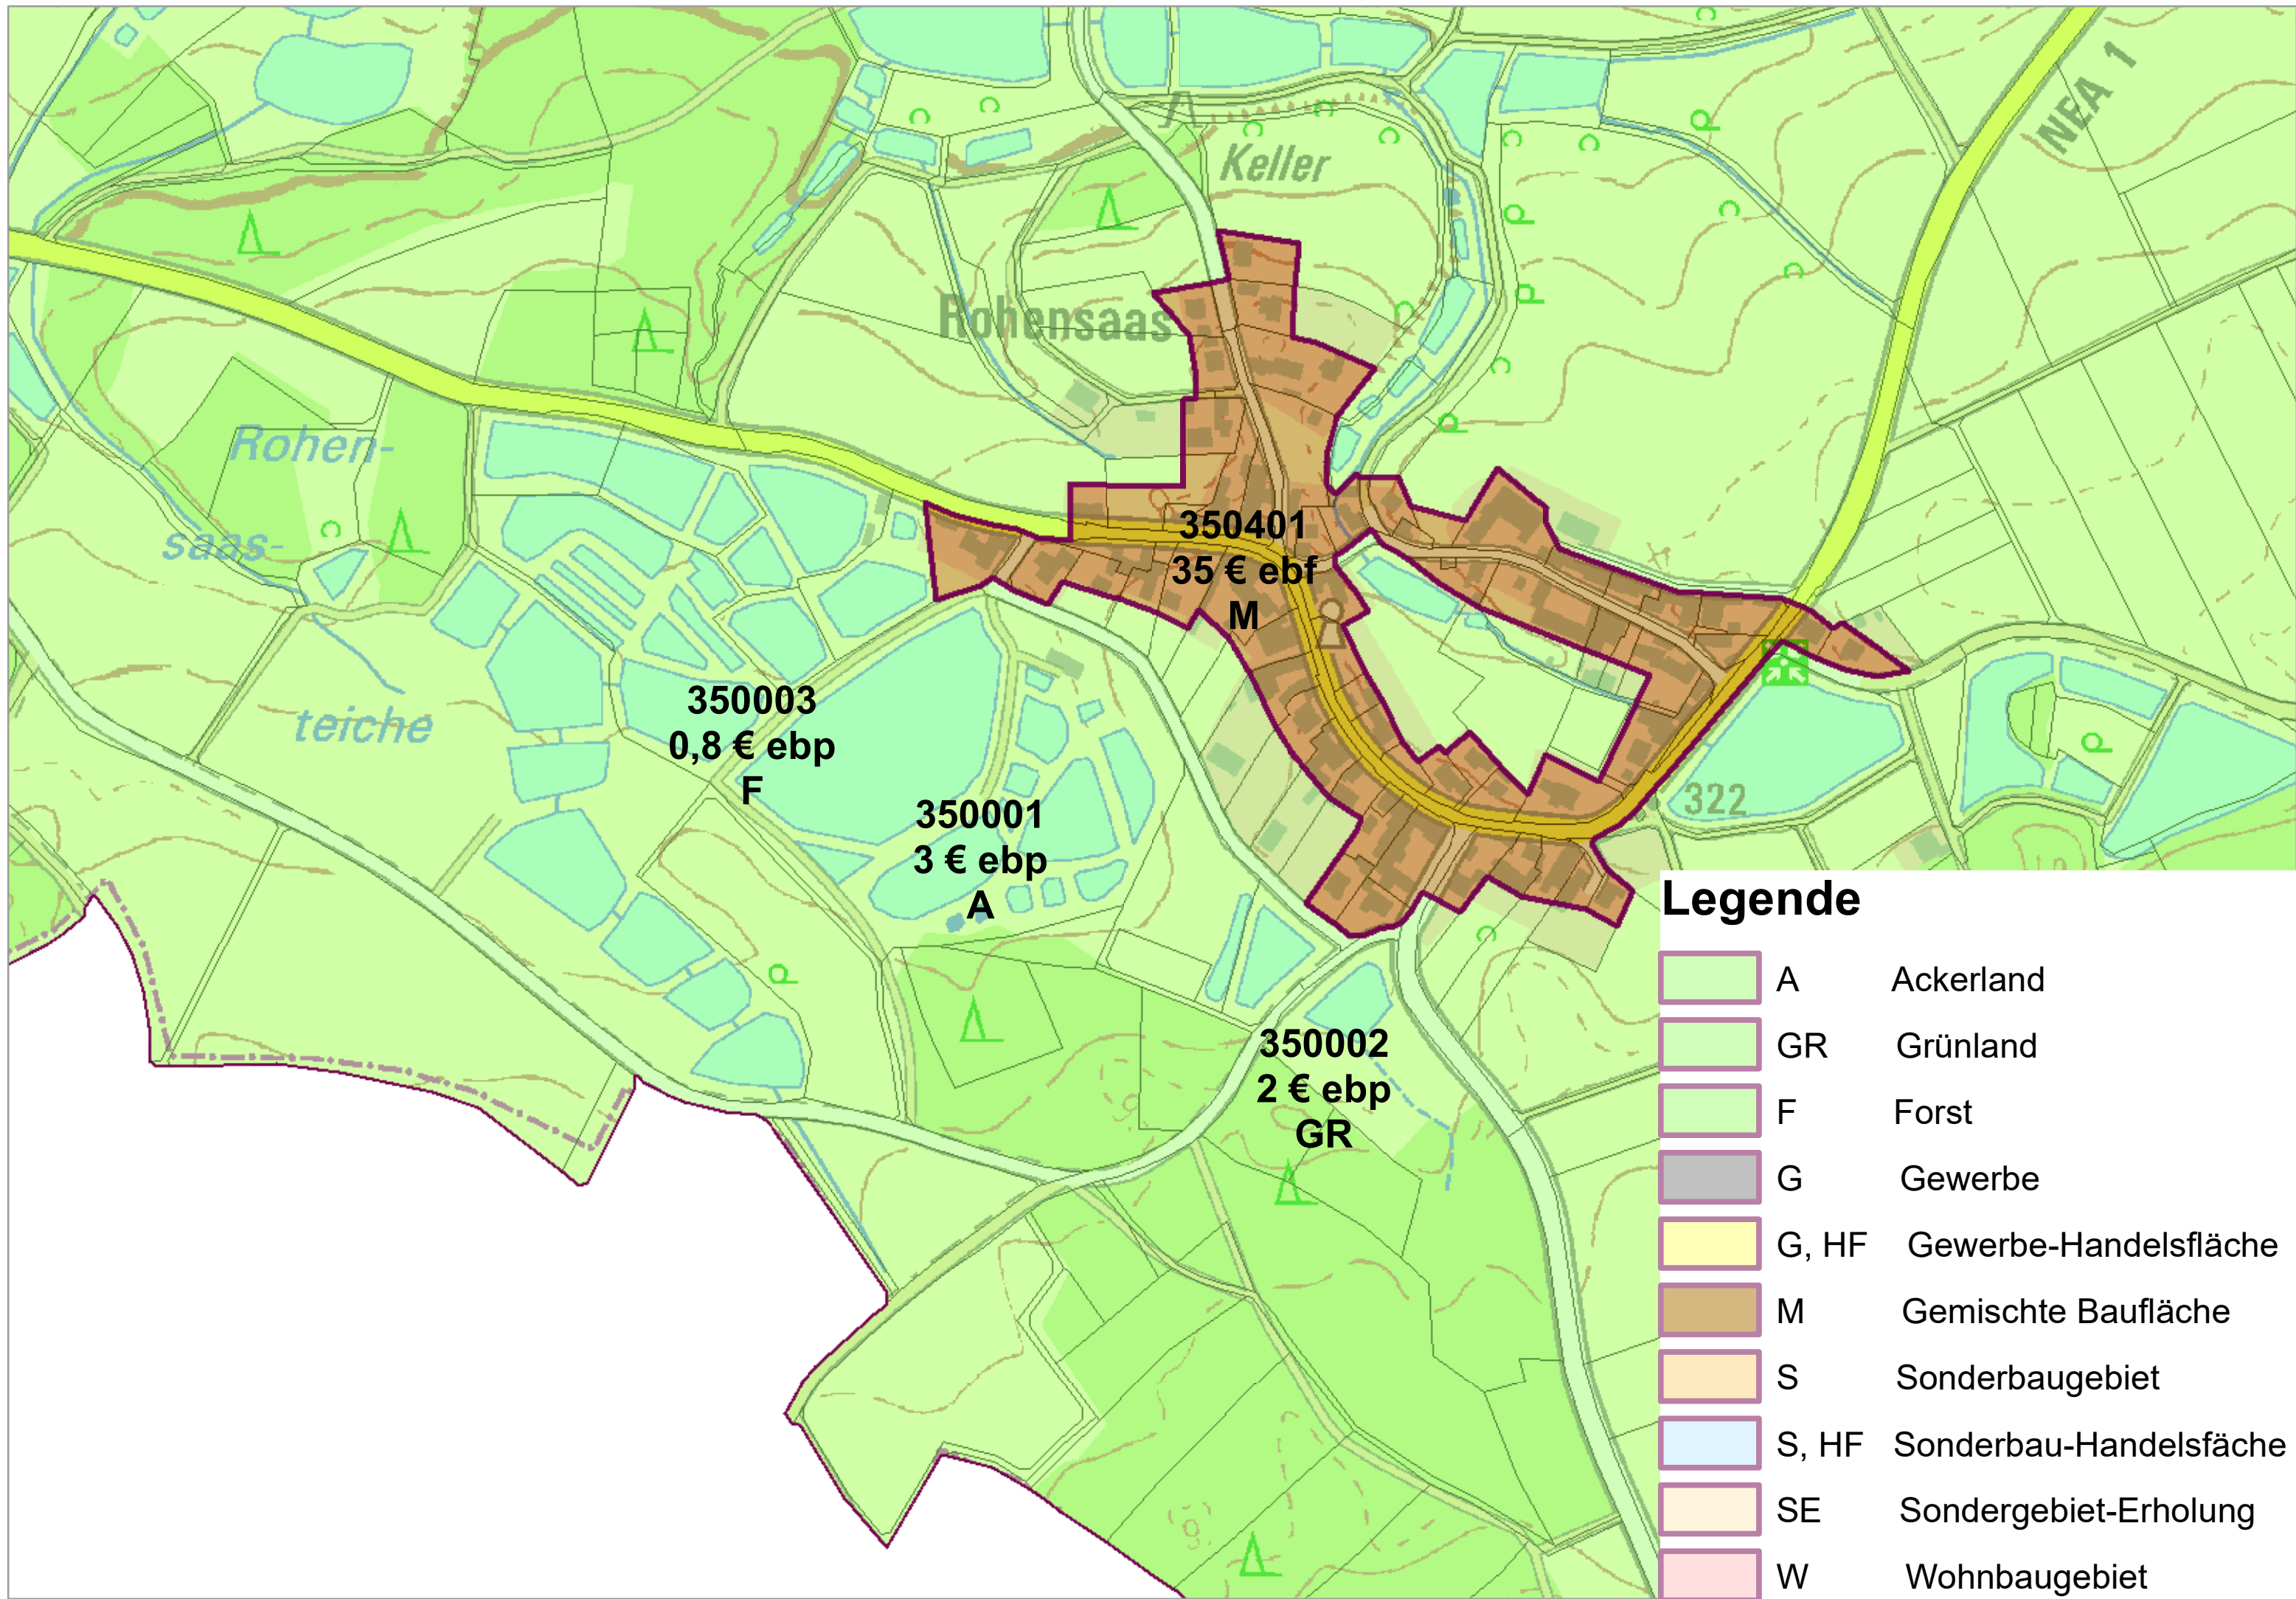 NEA 1
Keller
Rohensaas
Rohen-
saas-
teiche
350401
35 € ebf
M
350003
0,8 € ebp
F
350001
3 € ebp
A
322
350002
2 € ebp
GR
Legende
A Ackerland
GR Grünland
F Forst
G Gewerbe
G, HF Gewerbe-Handelsfläche
M Gemischte Baufläche
S Sonderbaugebiet
S, HF Sonderbau-Handelsfäche
SE Sondergebiet-Erholung
W Wohnbaugebiet